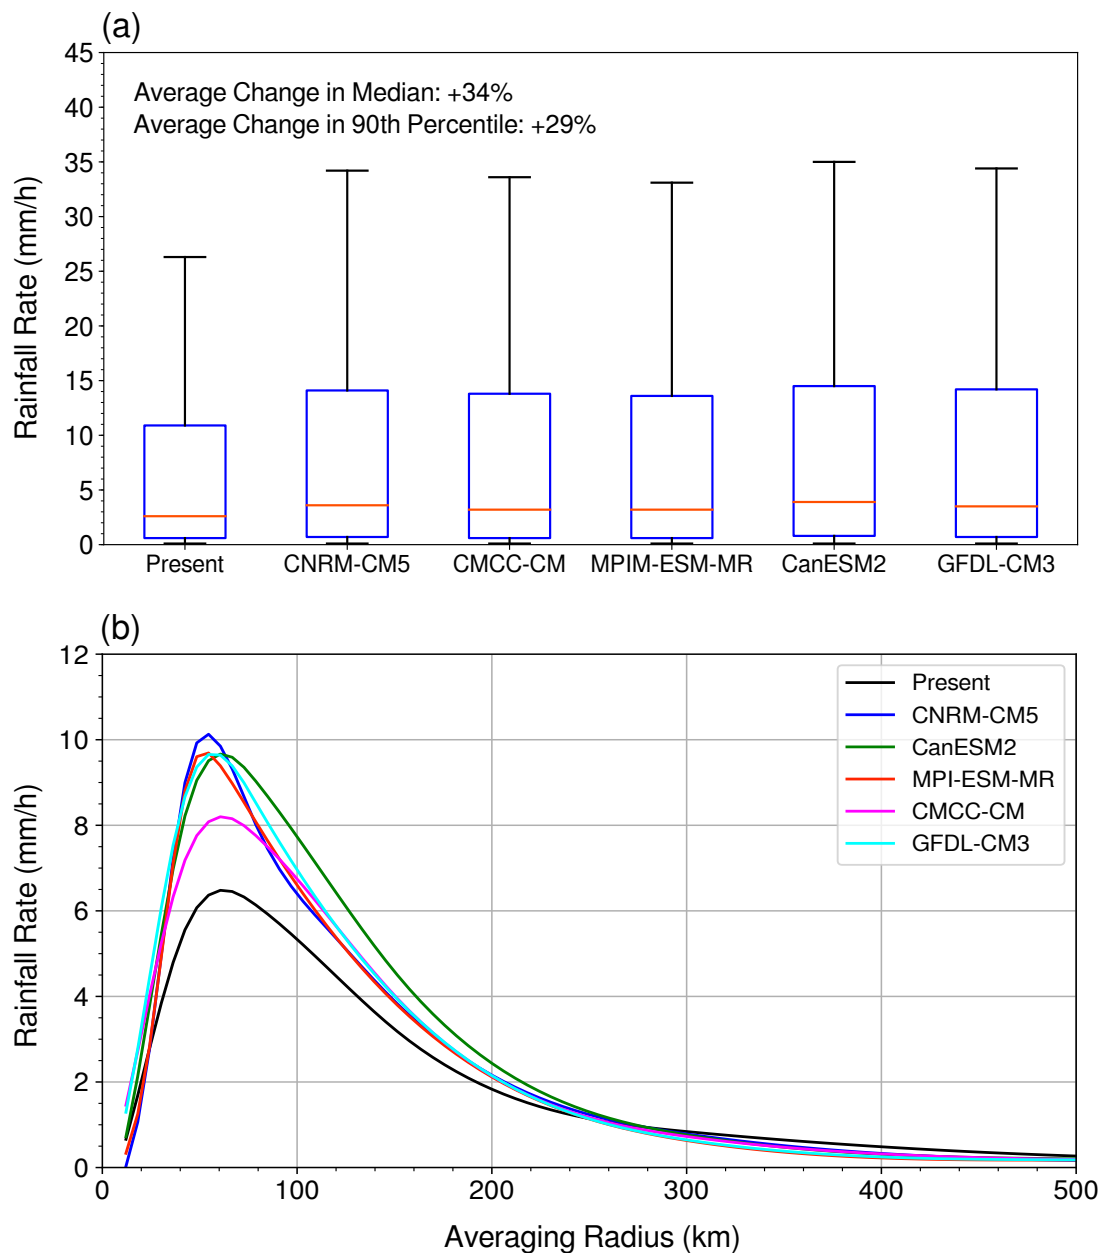 (a)
45
40
35
30
25
20
15
10
5
0
Rainfall Rate (mm/h)
Average Change in Median: +34%
Average Change in 90th Percentile: +29%
Present CNRM-CM5 CMCC-CM MPIM-ESM-MR CanESM2 GFDL-CM3
(b)
12
10
8
6
4
2
0
Rainfall Rate (mm/h)
Present
CNRM-CM5
CanESM2
MPI-ESM-MR
CMCC-CM
GFDL-CM3
0 100 200 300 400 500
Averaging Radius (km)